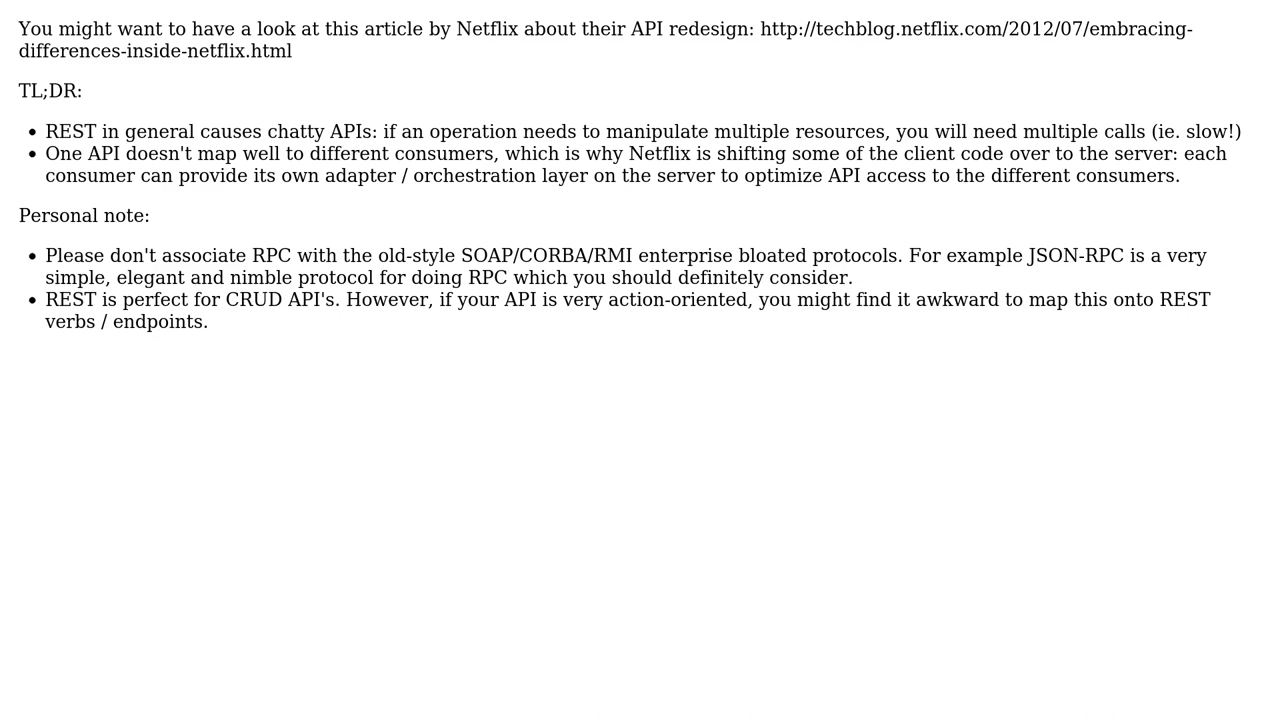 You might want to have a look at this article by Netflix about their API redesign: http://techblog.netflix.com/2012/07/embracing-
differences-inside-netflix.html
TL;DR:
• REST in general causes chatty APIs: if an operation needs to manipulate multiple resources, you will need multiple calls (ie. slow!)
• One API doesn't map well to different consumers, which is why Netflix is shifting some of the client code over to the server: each
consumer can provide its own adapter / orchestration layer on the server to optimize API access to the different consumers.
Personal note:
• Please don't associate RPC with the old-style SOAP/CORBA/RMI enterprise bloated protocols. For example JSON-RPC is a very
simple, elegant and nimble protocol for doing RPC which you should definitely consider.
• REST is perfect for CRUD API's. However, if your API is very action-oriented, you might find it awkward to map this onto REST
verbs / endpoints.